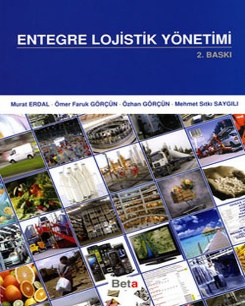 ENTEGRE LOJİSTİK YÖNETİMİ
2. BASKI
Murat ERDAL - Ömer Faruk GÖRÇÜN - Özhan GÖRÇÜN - Mehmet Sıtkı SAYGILI
Beta